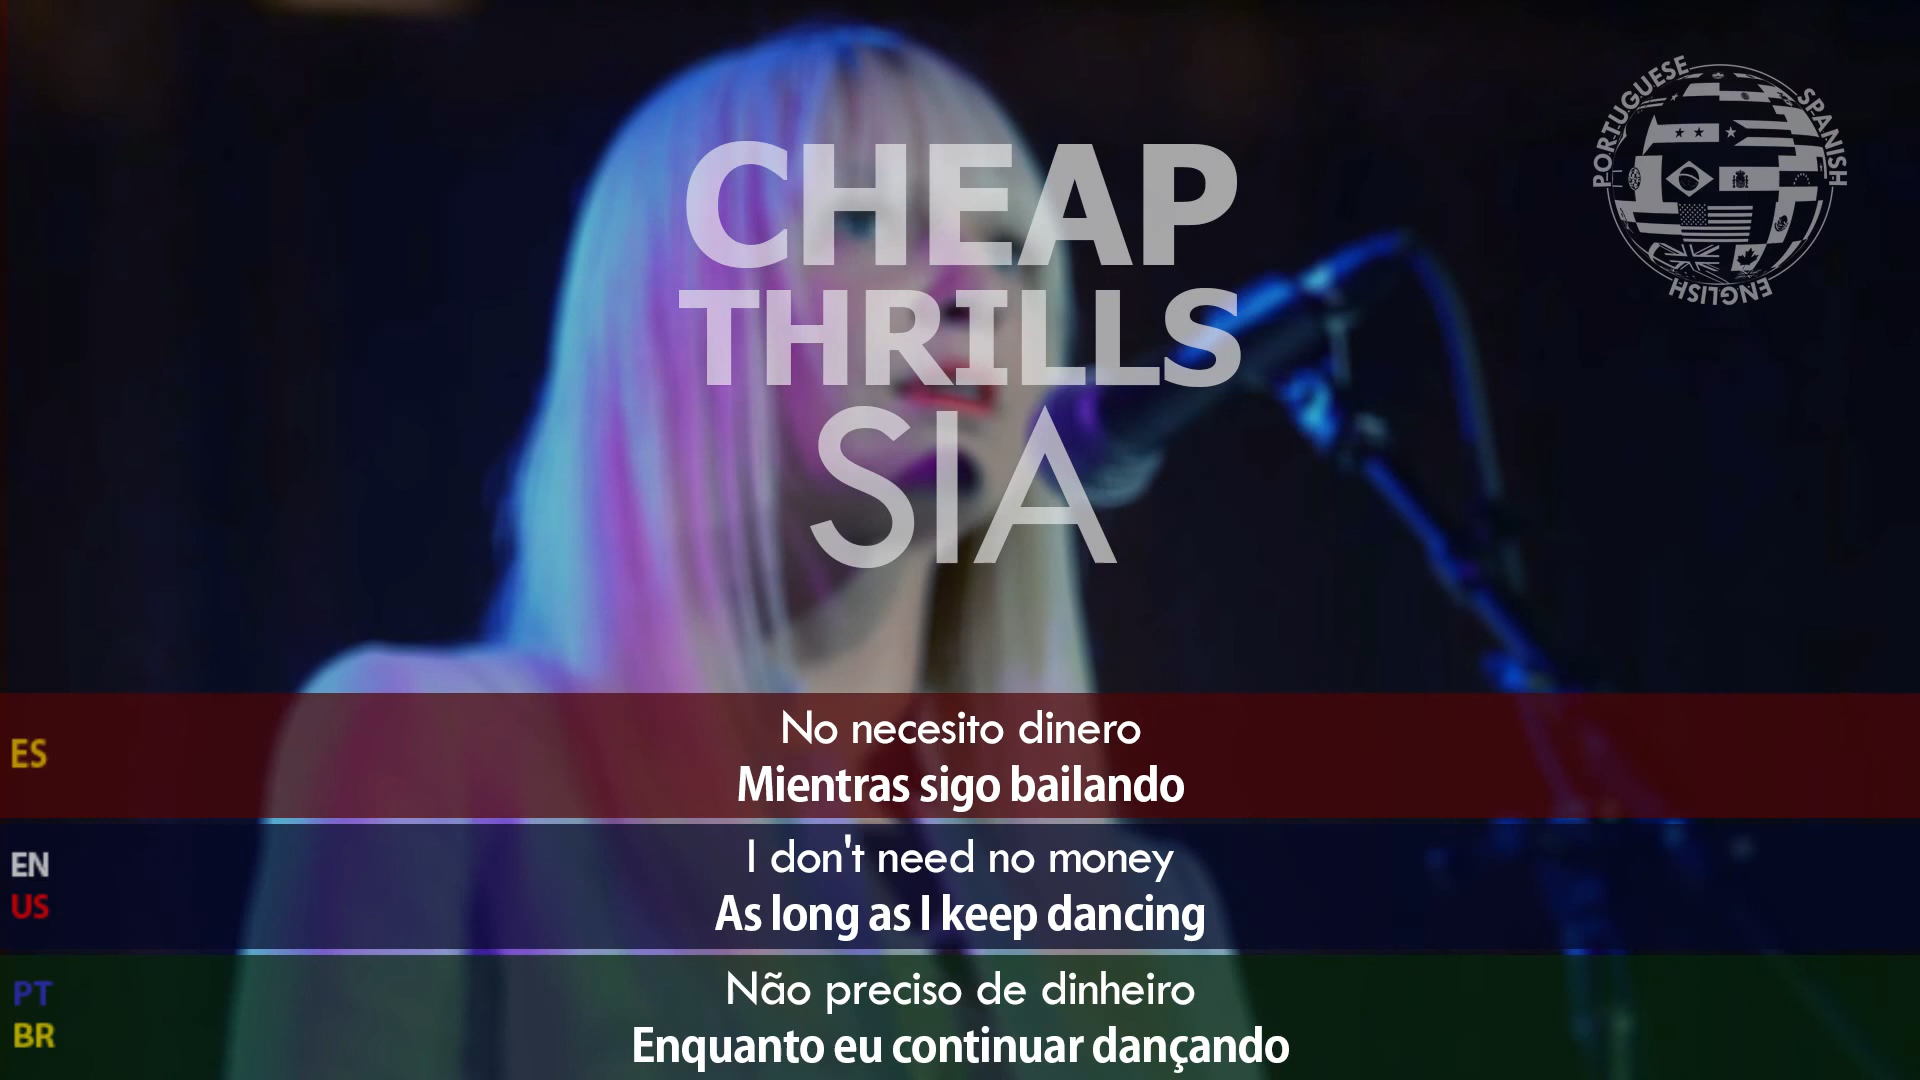 CHEAP
THRILLS
SIA
PORTUGUESE
SPANISH
ENGLISH
ES
No necesito dinero
Mientras sigo bailando
EN
US
I don't need no money
As long as I keep dancing
PT
BR
Não preciso de dinheiro
Enquanto eu continuar dançando